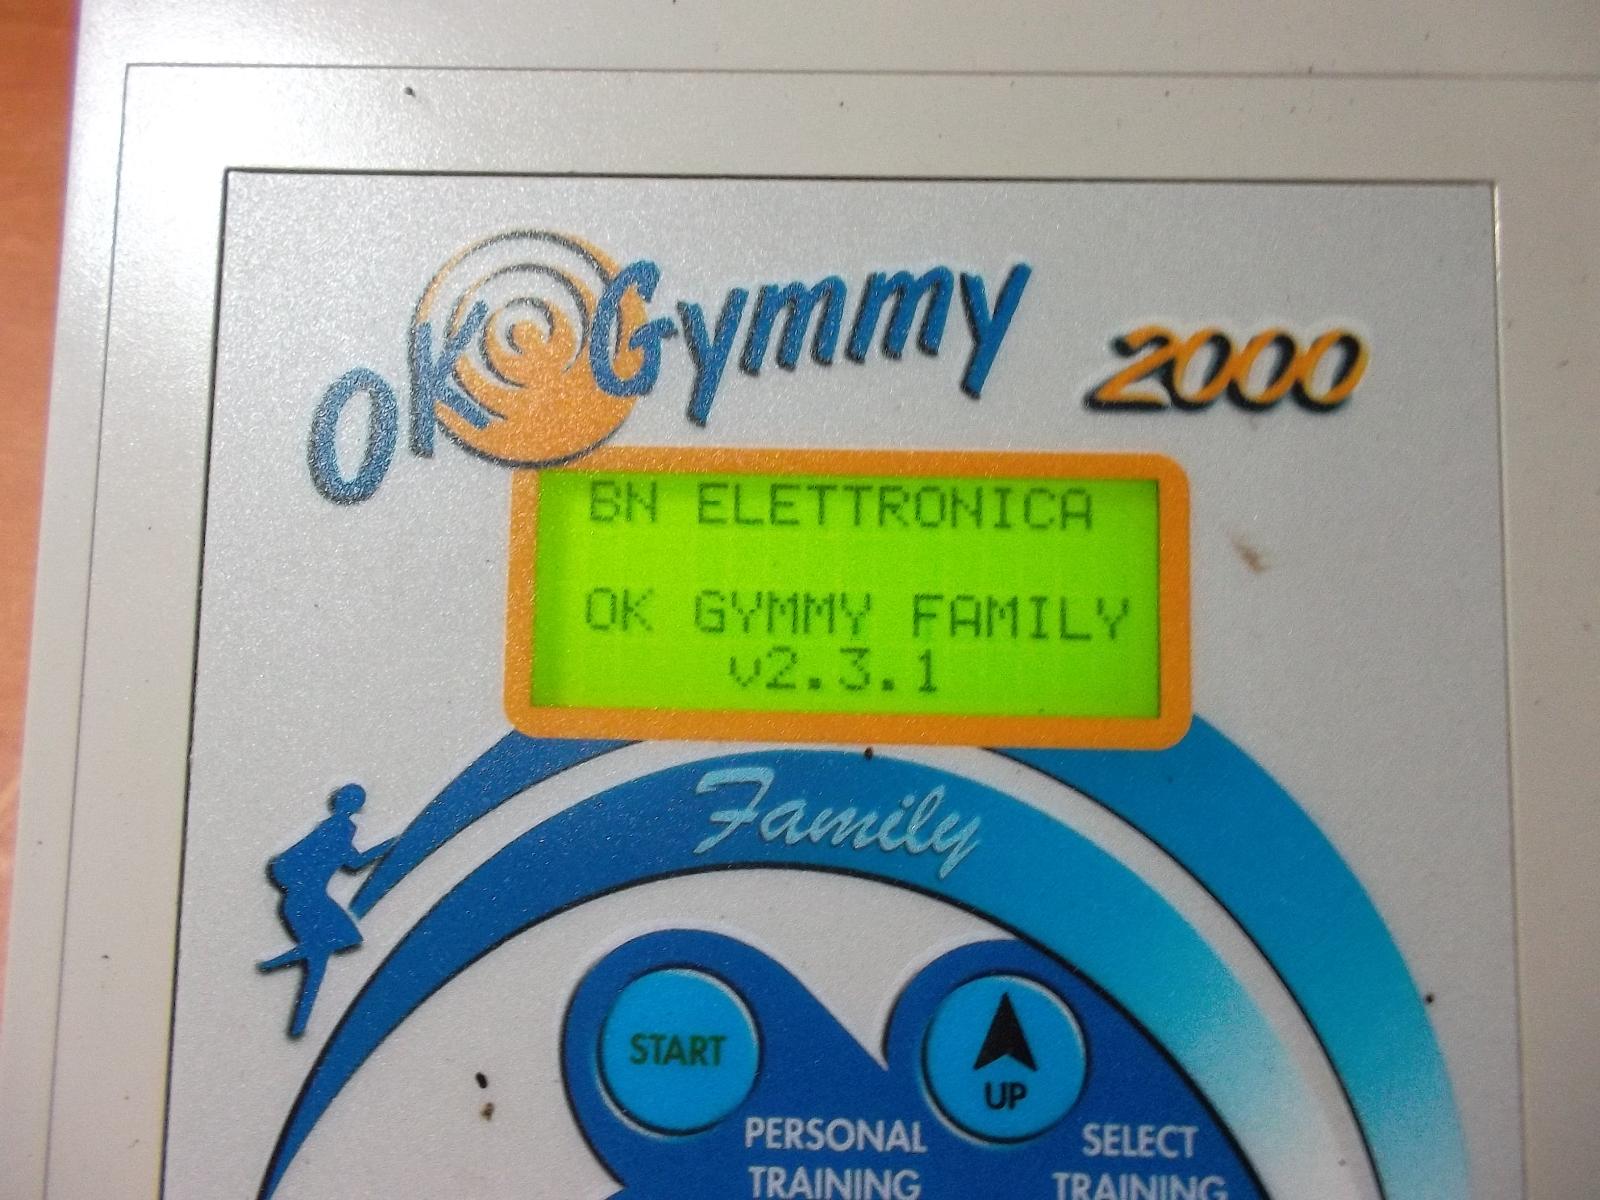 OK Gymmy 2000
BN ELETTRONICA
OK GYMMY FAMILY
v2.3.1
Family
START
UP
PERSONAL
TRAINING
SELECT
TRAINING